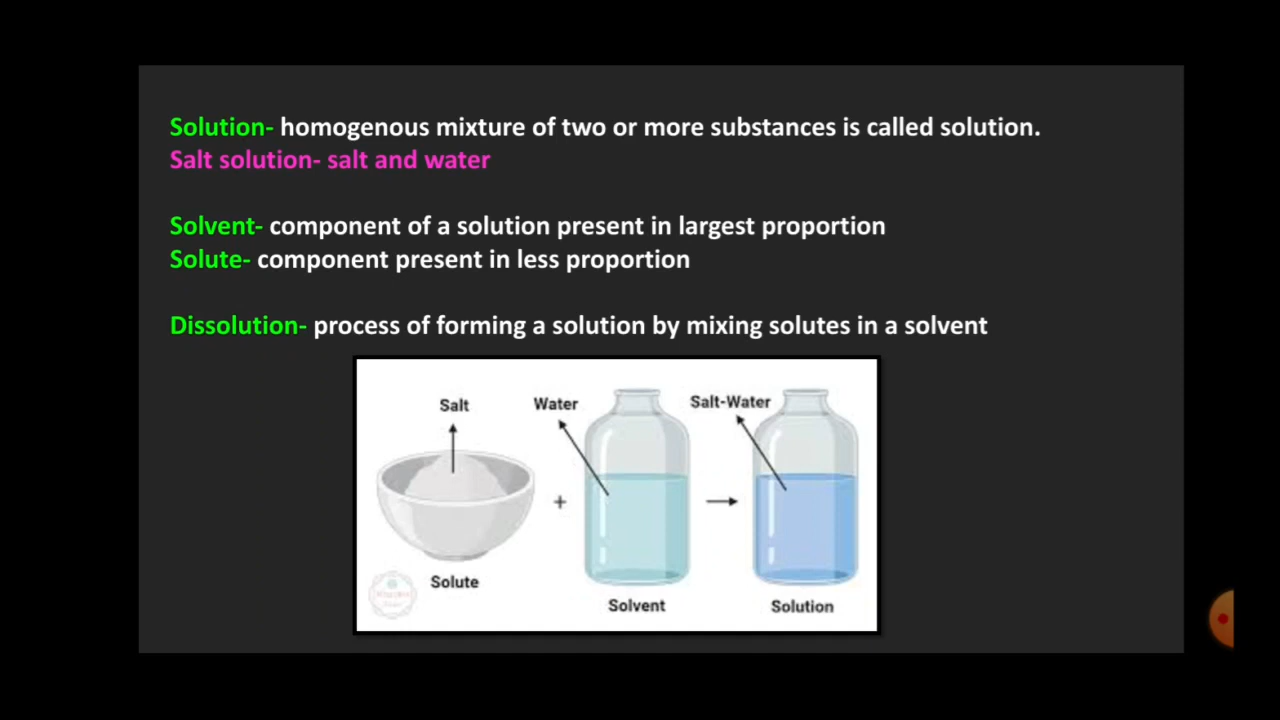 Solution- homogenous mixture of two or more substances is called solution.
Salt solution- salt and water
Solvent- component of a solution present in largest proportion
Solute- component present in less proportion
Dissolution- process of forming a solution by mixing solutes in a solvent
Salt
Water
Salt-Water
+
Solute
Solvent
Solution